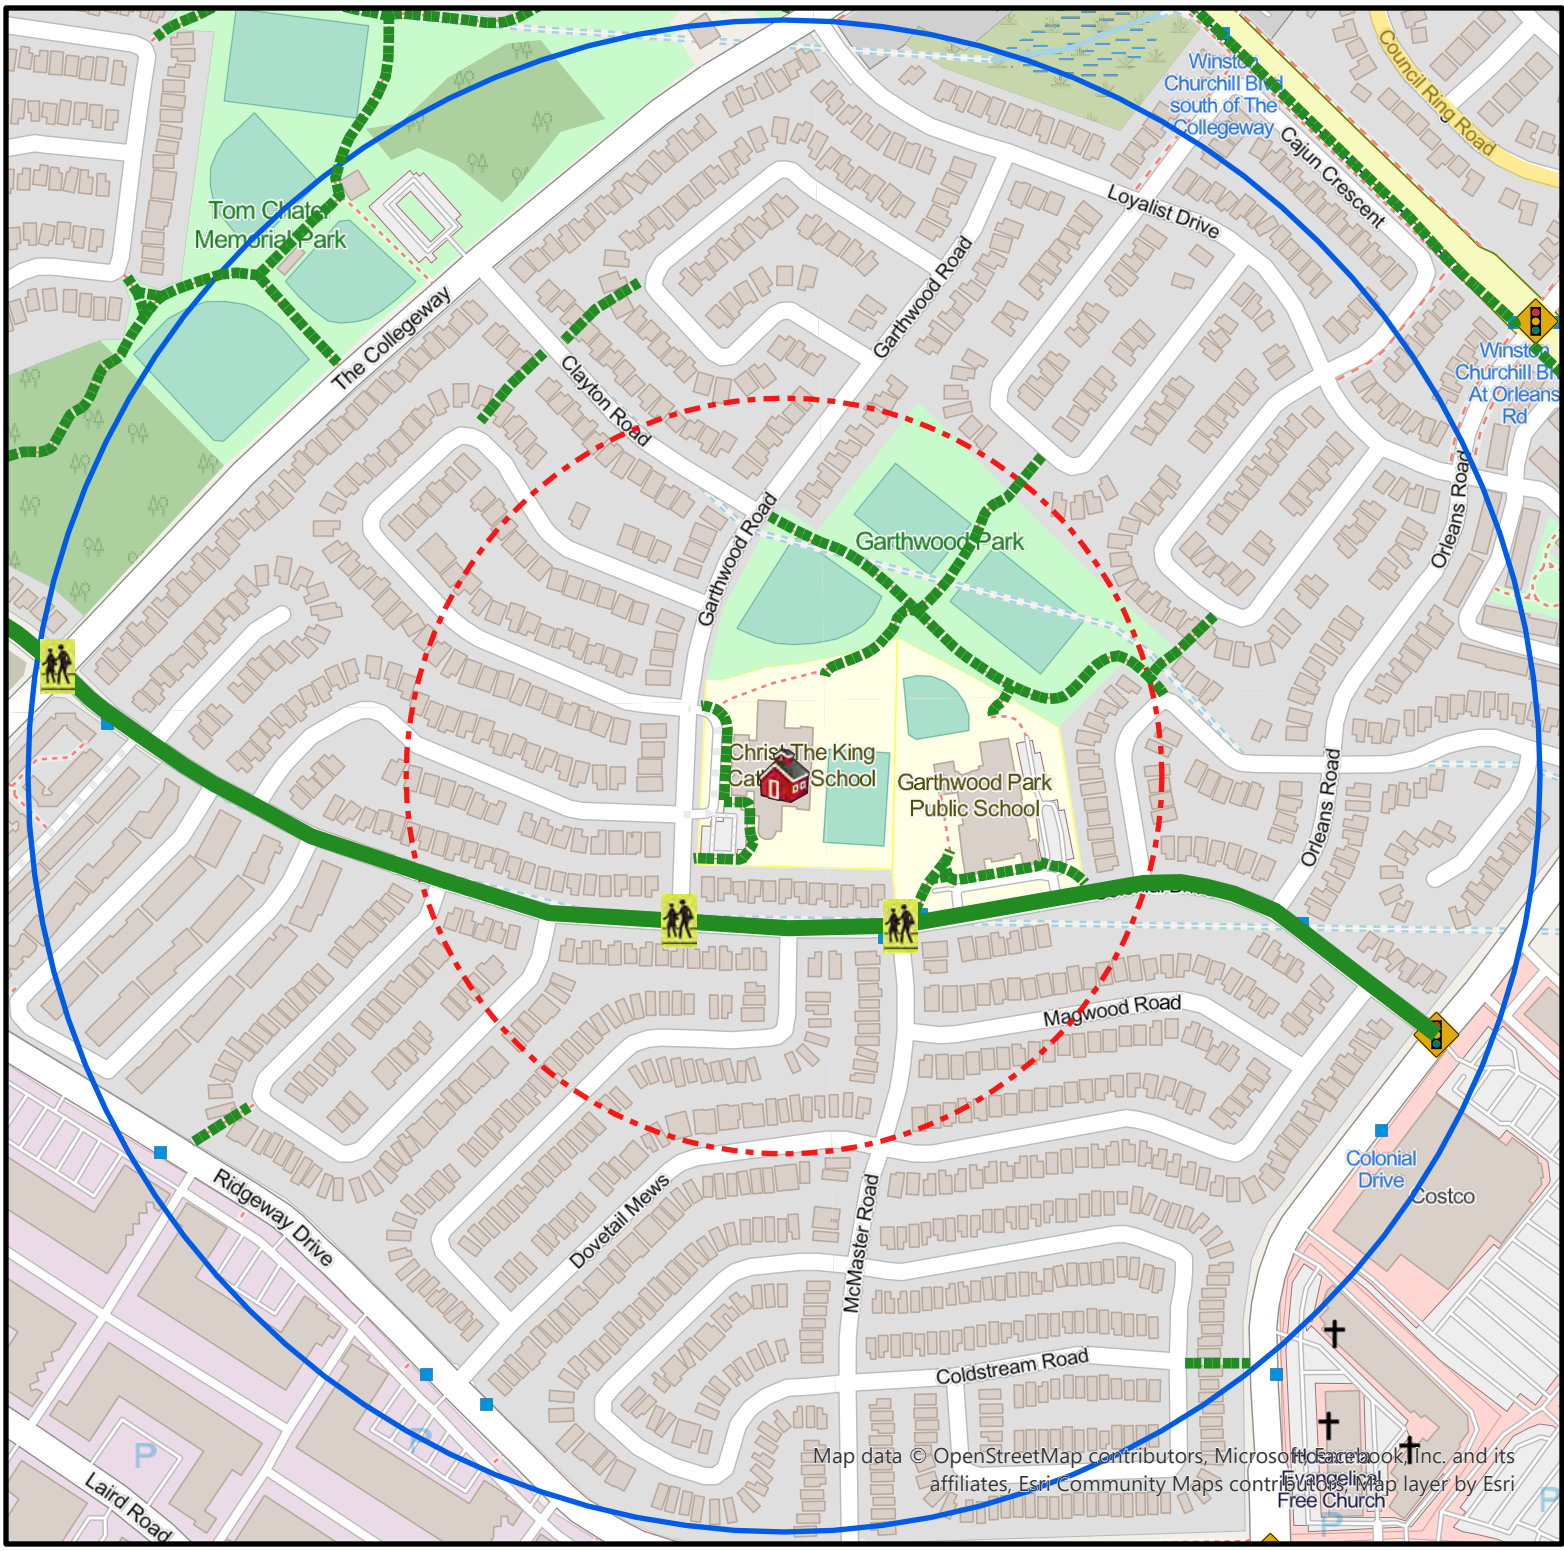 Council Ring Road
Winston
Churchill Blvd
south of The
Collegeway
Cajun Crescent
Loyalist Drive
Tom Chater
Memorial Park
The Collegeway
Garthwood Road
Clayton Road
Winston
Churchill Bl
At Orleans
Rd
Orleans Road
Garthwood Road
Garthwood Park
Christ The King
Cat School
Garthwood Park
Public School
Orleans Road
Magwood Road
Colonial
Drive
Costco
Ridgeway Drive
Dovetail Mews
McMaster Road
Coldstream Road
P
P
Laird Road
Map data © OpenStreetMap contributors, Microsoft, Facebook, Inc. and its
affiliates, Esri Community Maps contributors, Map layer by Esri
Evangelical
Free Church
P
P